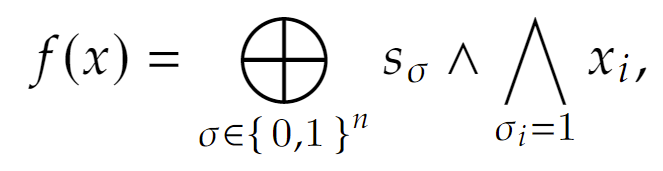 f(x) = ⨁_{σ∈{0,1}^n} s_σ ∧ ⋀_{σ_i=1} x_i,